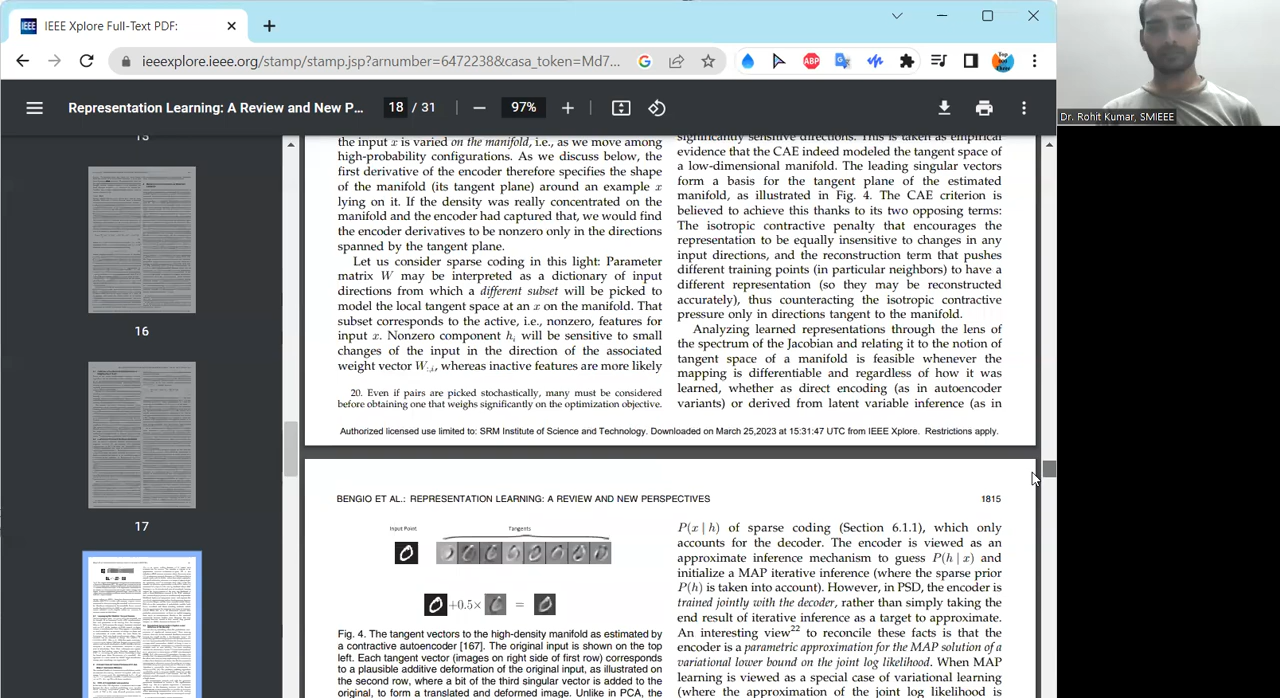 IEEE Xplore Full-Text PDF:
ieeexplore.ieee.org/stamp/stamp.jsp?arnumber=6472238&casa_token=Md7...
Representation Learning: A Review and New P...
18 / 31
97%
Dr. Rohit Kumar, SMIEEE
15
16
17
the input x is varied on the manifold, i.e., as we move among
high-probability configurations. As we discuss below, the
first derivative of the encoder therefore specifies the shape
of the manifold (its tangent plane) around an example x
lying on it. If the density was really concentrated on the
manifold and the encoder had captured that, we would find
the encoder derivatives to be nonzero only in the directions
spanned by the tangent plane.
Let us consider sparse coding in this light: Parameter
matrix W may be interpreted as a dictionary of input
directions from which a different subset will be picked to
model the local tangent space at an x on the manifold. That
subset corresponds to the active, i.e., nonzero, features for
input x. Nonzero component hᵢ will be sensitive to small
changes of the input in the direction of the associated
weight vector W:,i, whereas inactive features are more likely
20. Even if pairs are picked stochastically, many must be considered
before obtaining one that weighs significantly on the optimization objective.
significantly sensitive directions. This is taken as empirical
evidence that the CAE indeed modeled the tangent space of
a low-dimensional manifold. The leading singular vectors
form a basis for the tangent plane of the estimated
manifold, as illustrated in Fig. 4. The CAE criterion is
believed to achieve this thanks to its two opposing terms:
The isotropic contractive penalty that encourages the
representation to be equally insensitive to changes in any
input directions, and the reconstruction term that pushes
different training points (in particular neighbors) to have a
different representation (so they may be reconstructed
accurately), thus counteracting the isotropic contractive
pressure only in directions tangent to the manifold.
Analyzing learned representations through the lens of
the spectrum of the Jacobian and relating it to the notion of
tangent space of a manifold is feasible whenever the
mapping is differentiable and regardless of how it was
learned, whether as direct encoding (as in autoencoder
variants) or derived from latent variable inference (as in
Authorized licensed use limited to: SRM Institute of Science and Technology. Downloaded on March 25,2023 at 15:31:47 UTC from IEEE Xplore. Restrictions apply.
BENGIO ET AL.: REPRESENTATION LEARNING: A REVIEW AND NEW PERSPECTIVES
1815
Input Point
Tangents
+0.5×
=
Fig. 4. The tangent vectors to the high-density manifold as estimated by
a contractive autoencoder
The original input is shown on the top
left. Each tangent vector (images on right side of first row) corresponds
to a plausible deformation of the original input, as illustrated on
the second row, where a bit of the third singular vector is added to the
original to form a translated and deformed image. Unlike in PCA, the
P(x | h) of sparse coding (Section 6.1.1), which only
accounts for the decoder. The encoder is viewed as an
approximate inference mechanism to guess P(h | x) and
initialize a MAP iterative inference (where the sparse prior
P(h) is taken into account). However, in PSD, the encoder is
trained jointly with the decoder, rather than simply taking the
end result of iterative inference as a target to approximate.
An interesting view to reconcile these facts is that the
encoder is a parametric approximation for the MAP solution of a
variational lower bound on the joint log likelihood. When MAP
learning is viewed as a special case of variational learning
(where the approximation of the joint log likelihood is